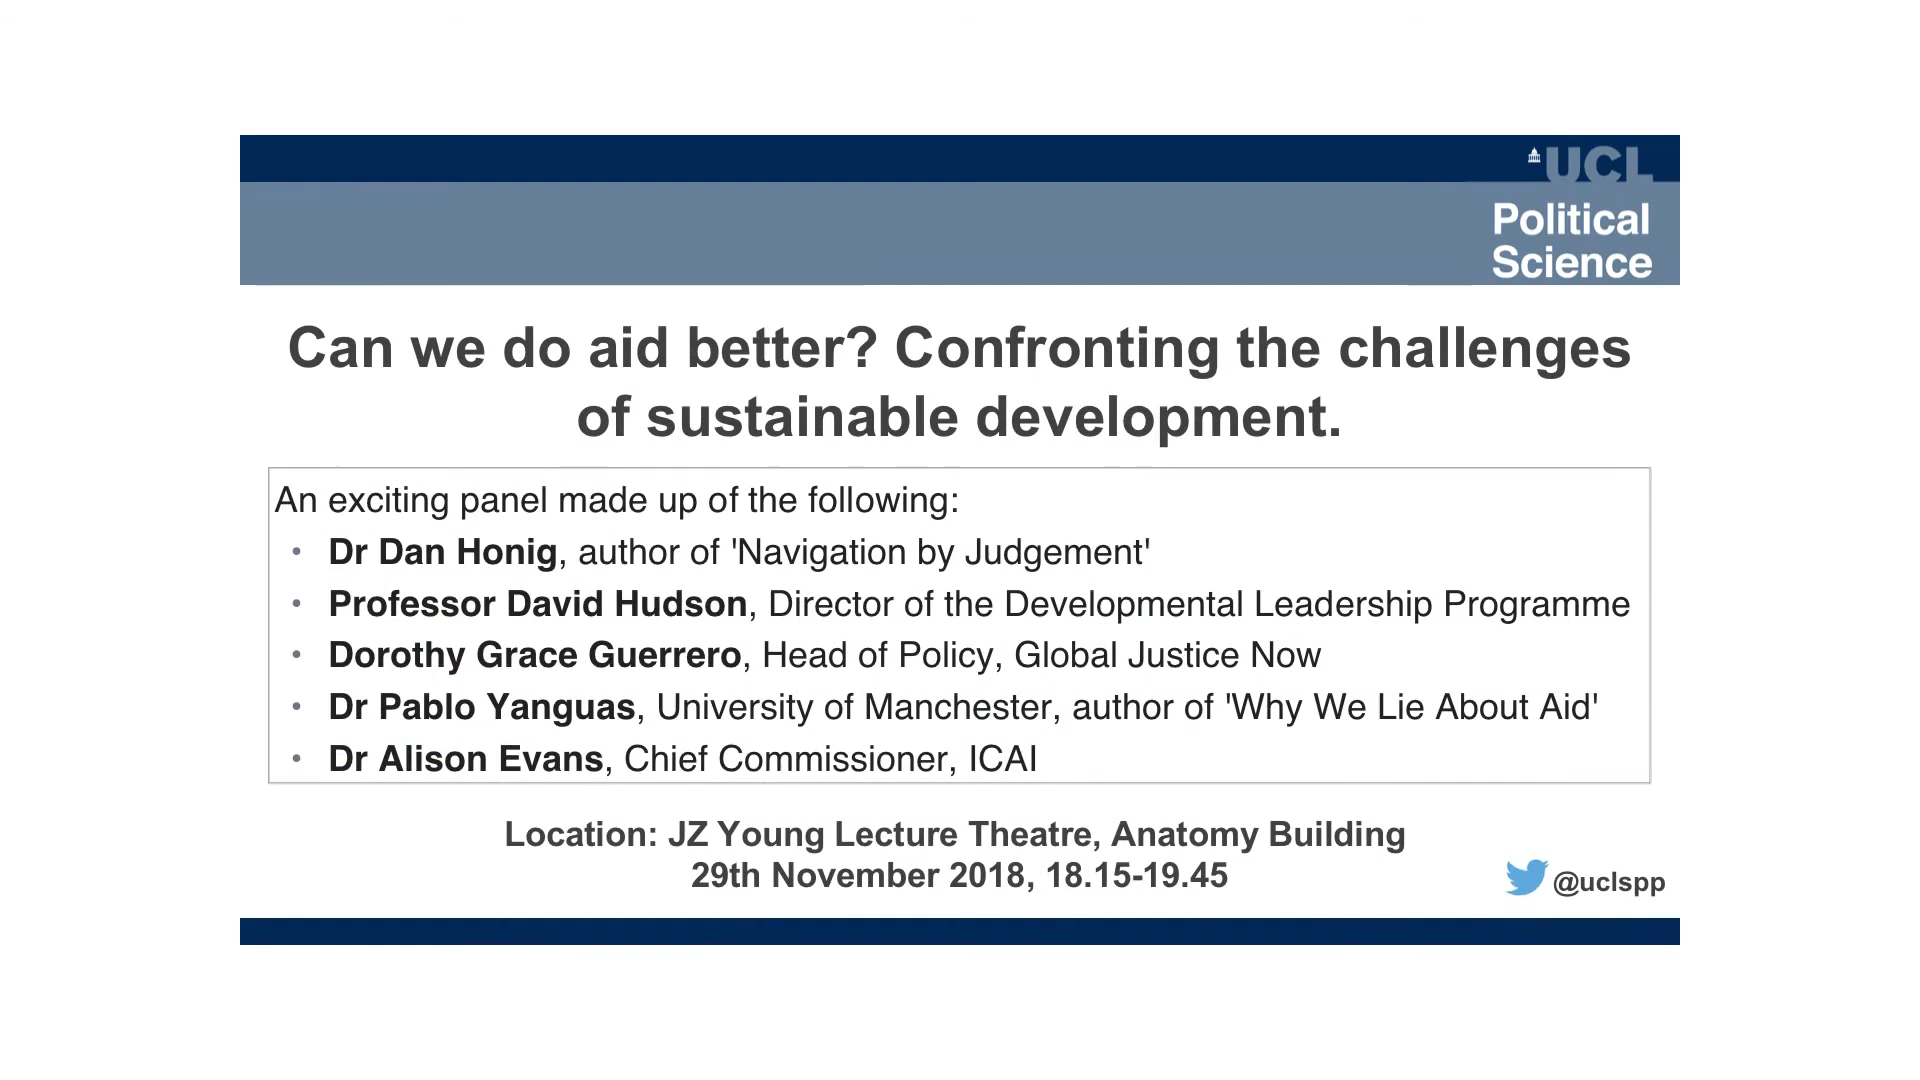 UCL
Political
Science
Can we do aid better? Confronting the challenges
of sustainable development.
An exciting panel made up of the following:
• Dr Dan Honig, author of 'Navigation by Judgement'
• Professor David Hudson, Director of the Developmental Leadership Programme
• Dorothy Grace Guerrero, Head of Policy, Global Justice Now
• Dr Pablo Yanguas, University of Manchester, author of 'Why We Lie About Aid'
• Dr Alison Evans, Chief Commissioner, ICAI
Location: JZ Young Lecture Theatre, Anatomy Building
29th November 2018, 18.15-19.45
@uclspp